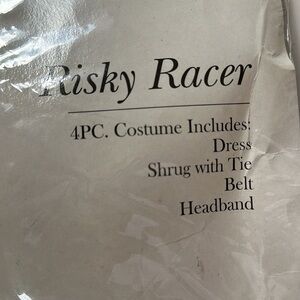 Risky Racer
4PC. Costume Includes:
Dress
Shrug with Tie
Belt
Headband